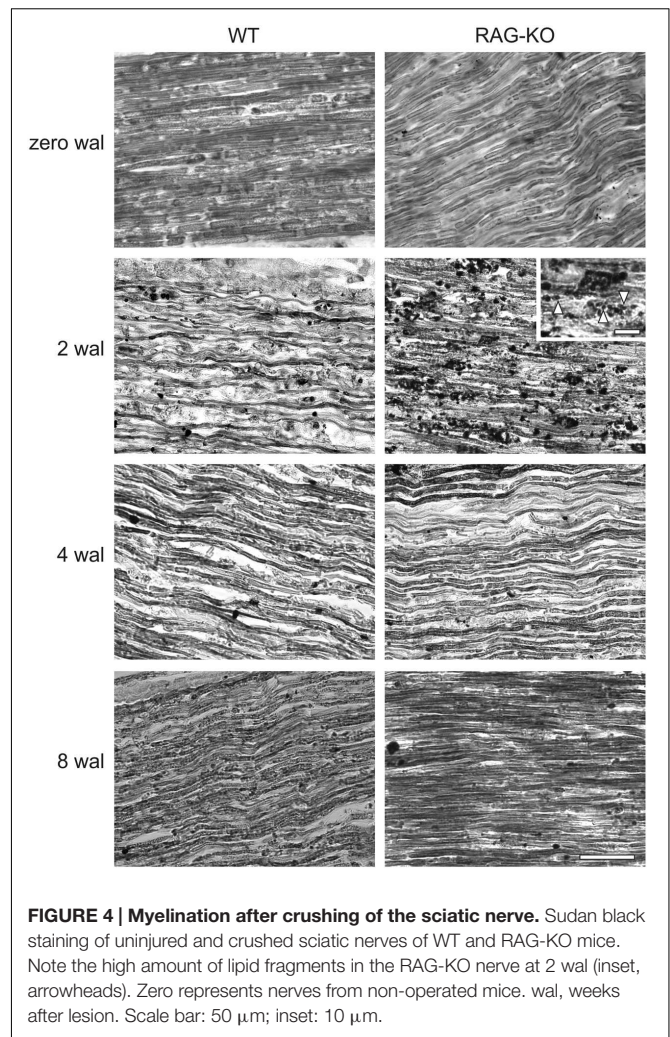 WT RAG-KO
zero wal
2 wal
4 wal
8 wal
FIGURE 4 | Myelination after crushing of the sciatic nerve. Sudan black
staining of uninjured and crushed sciatic nerves of WT and RAG-KO mice.
Note the high amount of lipid fragments in the RAG-KO nerve at 2 wal (inset,
arrowheads). Zero represents nerves from non-operated mice. wal, weeks
after lesion. Scale bar: 50 μm; inset: 10 μm.